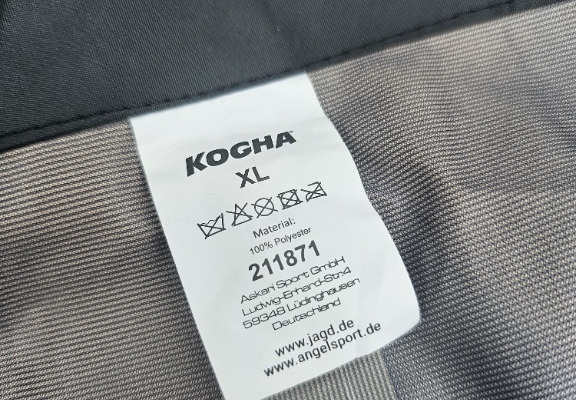 KOGHA
XL
Material:
100% Polyester
211871
Askari Sport GmbH
Ludwig-Erhard-Str.4
59348 Lüdinghausen
Deutschland
www.jagd.de
www.angelsport.de